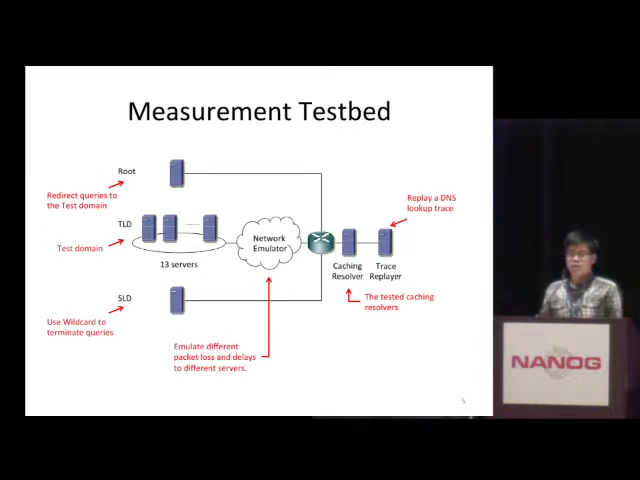 Measurement Testbed
Root
Redirect queries to
the Test domain
Replay a DNS
lookup trace
TLD
Test domain
13 servers
Network
Emulator
Caching
Resolver
Trace
Replayer
The tested caching
resolvers
SLD
Use Wildcard to
terminate queries
Emulate different
packet loss and delays
to different servers.
5
NANOG